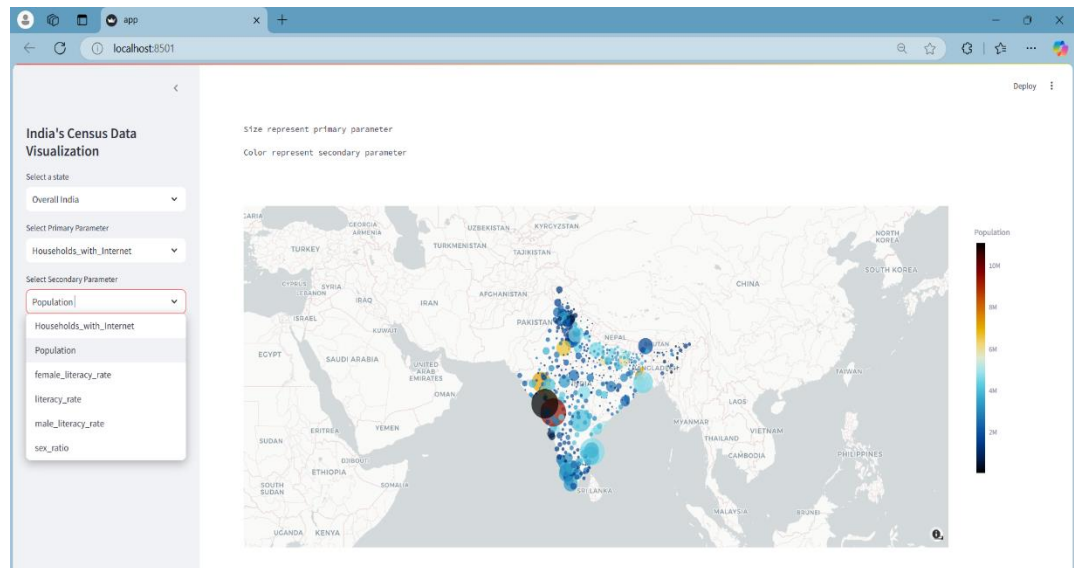 app
localhost:8501
Deploy
India's Census Data
Visualization
Select a state
Overall India
Select Primary Parameter
Households_with_Internet
Select Secondary Parameter
Population
Households_with_Internet
Population
female_literacy_rate
literacy_rate
male_literacy_rate
sex_ratio
Size represent primary parameter
Color represent secondary parameter
GEORGIA
ARMENIA
UZBEKISTAN
KYRGYZSTAN
TURKEY
TURKMENISTAN
TAJIKISTAN
NORTH
KOREA
SOUTH KOREA
CYPRUS
SYRIA
LEBANON
IRAQ
IRAN
AFGHANISTAN
CHINA
ISRAEL
KUWAIT
PAKISTAN
NEPAL
EGYPT
SAUDI ARABIA
UNITED
ARAB
EMIRATES
BANGLADESH
TAIWAN
OMAN
MYANMAR
LAOS
SUDAN
ERITREA
YEMEN
THAILAND
VIETNAM
DJIBOUTI
CAMBODIA
PHILIPPINES
ETHIOPIA
SOUTH
SUDAN
SOMALIA
SRI LANKA
MALAYSIA
BRUNEI
UGANDA
KENYA
Population
10M
8M
6M
4M
2M